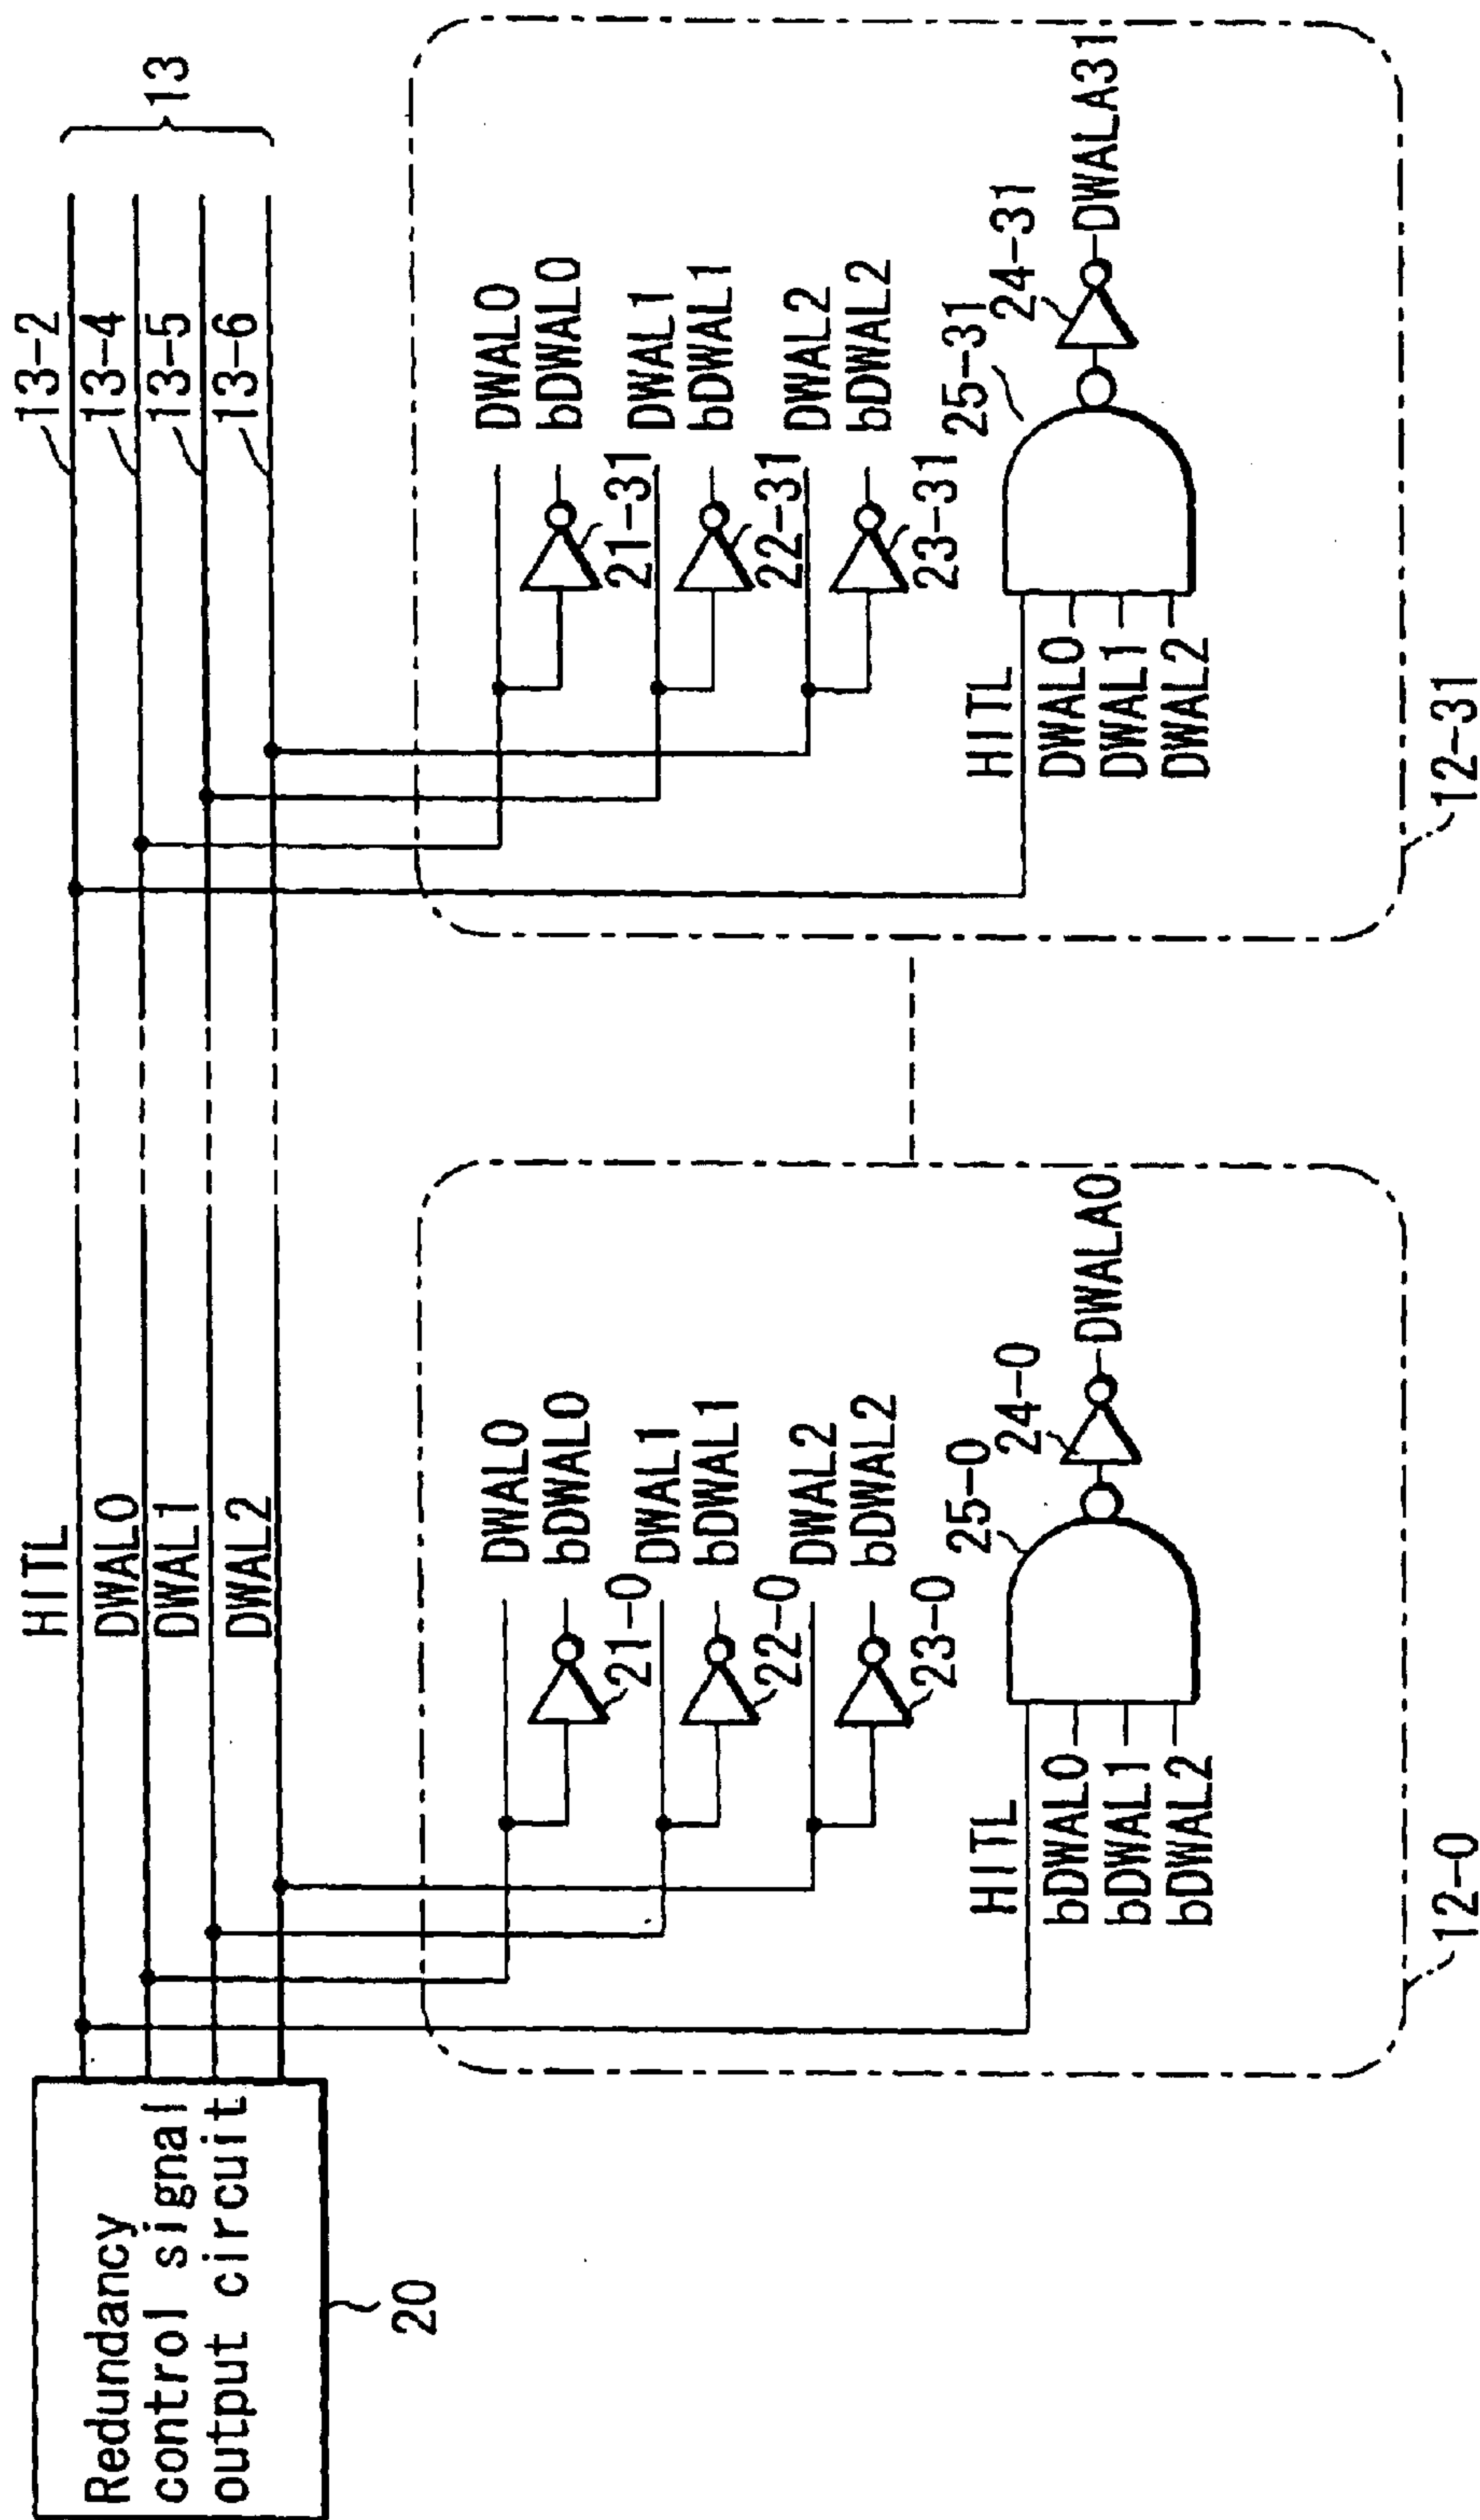 Redundancy
control signal
output circuit
20
HITL
DWAL0
DWAL1
DWAL2
13-2
13-4
13-5
13-6
13
DWAL0
bDWAL0
21-0
DWAL1
bDWAL1
22-0
DWAL2
bDWAL2
23-0
25-0
24-0
HITL
bDWAL0
bDWAL1
bDWAL2
DWALA0
12-0
DWAL0
bDWAL0
21-31
DWAL1
bDWAL1
22-31
DWAL2
bDWAL2
23-31
25-31
24-31
HITL
DWAL0
DWAL1
DWAL2
DWALA31
12-31